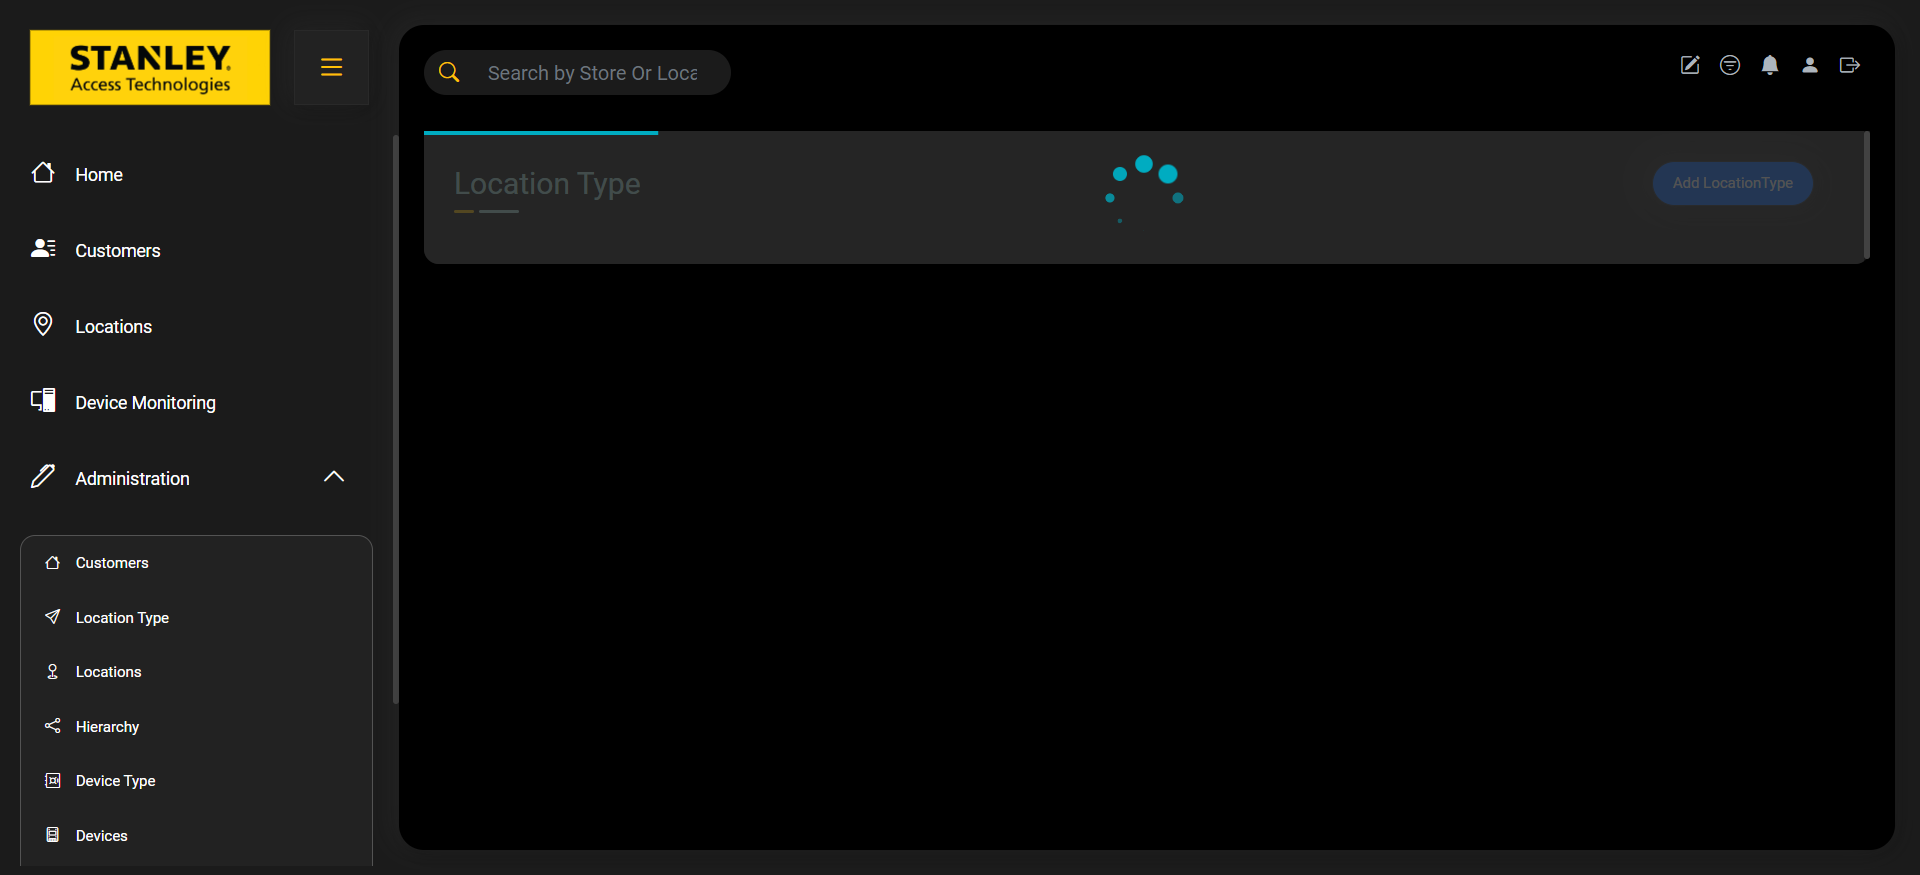 STANLEY.
Access Technologies
Search by Store Or Loca
Home
Customers
Locations
Device Monitoring
Administration
Customers
Location Type
Locations
Hierarchy
Device Type
Devices
Location Type
Add LocationType